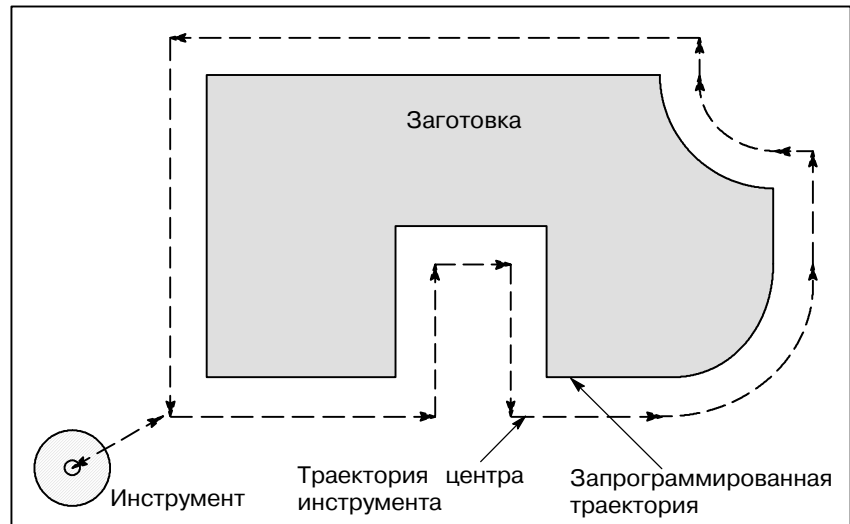 Заготовка
Инструмент
Траектория центра
инструмента
Запрограммированная
траектория